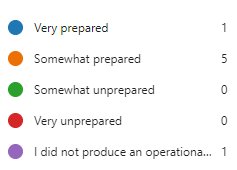 Very prepared 1
Somewhat prepared 5
Somewhat unprepared 0
Very unprepared 0
I did not produce an operationa... 1